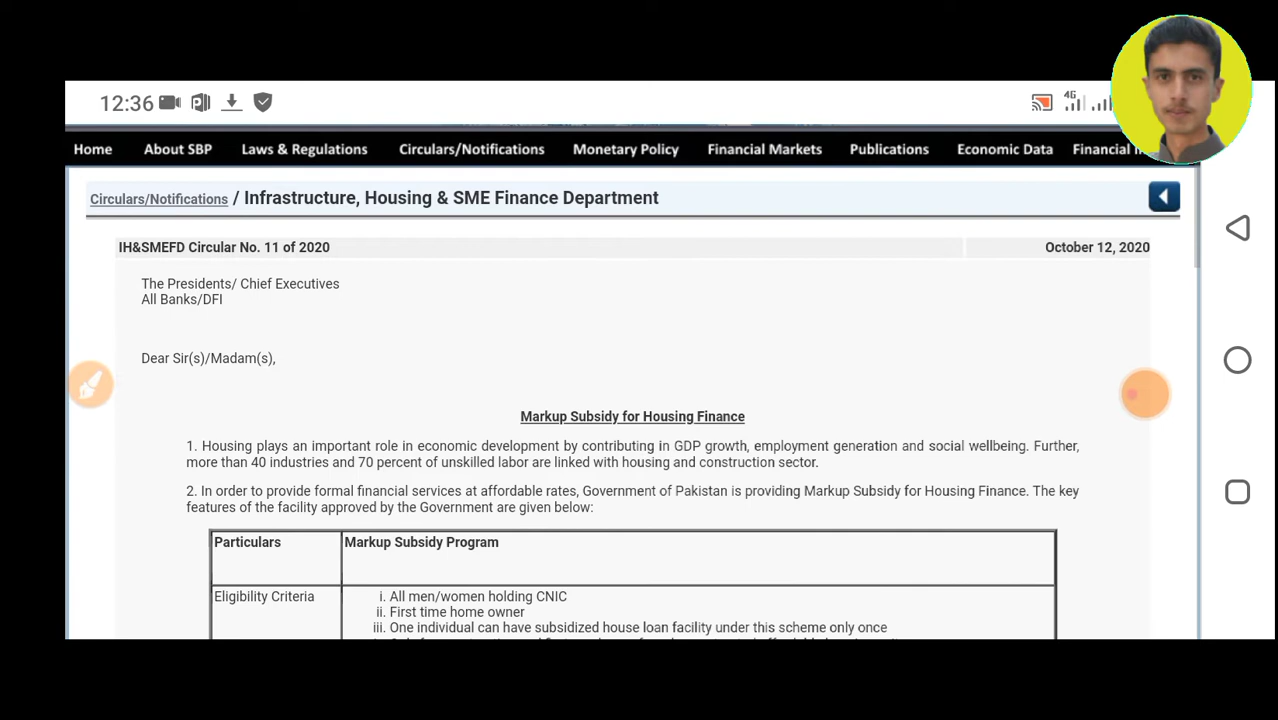 12:36
4G
Home About SBP Laws & Regulations Circulars/Notifications Monetary Policy Financial Markets Publications Economic Data Financial
Circulars/Notifications / Infrastructure, Housing & SME Finance Department
IH&SMEFD Circular No. 11 of 2020 October 12, 2020
The Presidents/ Chief Executives
All Banks/DFI
Dear Sir(s)/Madam(s),
Markup Subsidy for Housing Finance
1. Housing plays an important role in economic development by contributing in GDP growth, employment generation and social wellbeing. Further,
more than 40 industries and 70 percent of unskilled labor are linked with housing and construction sector.
2. In order to provide formal financial services at affordable rates, Government of Pakistan is providing Markup Subsidy for Housing Finance. The key
features of the facility approved by the Government are given below:
Particulars Markup Subsidy Program
Eligibility Criteria i. All men/women holding CNIC
ii. First time home owner
iii. One individual can have subsidized house loan facility under this scheme only once